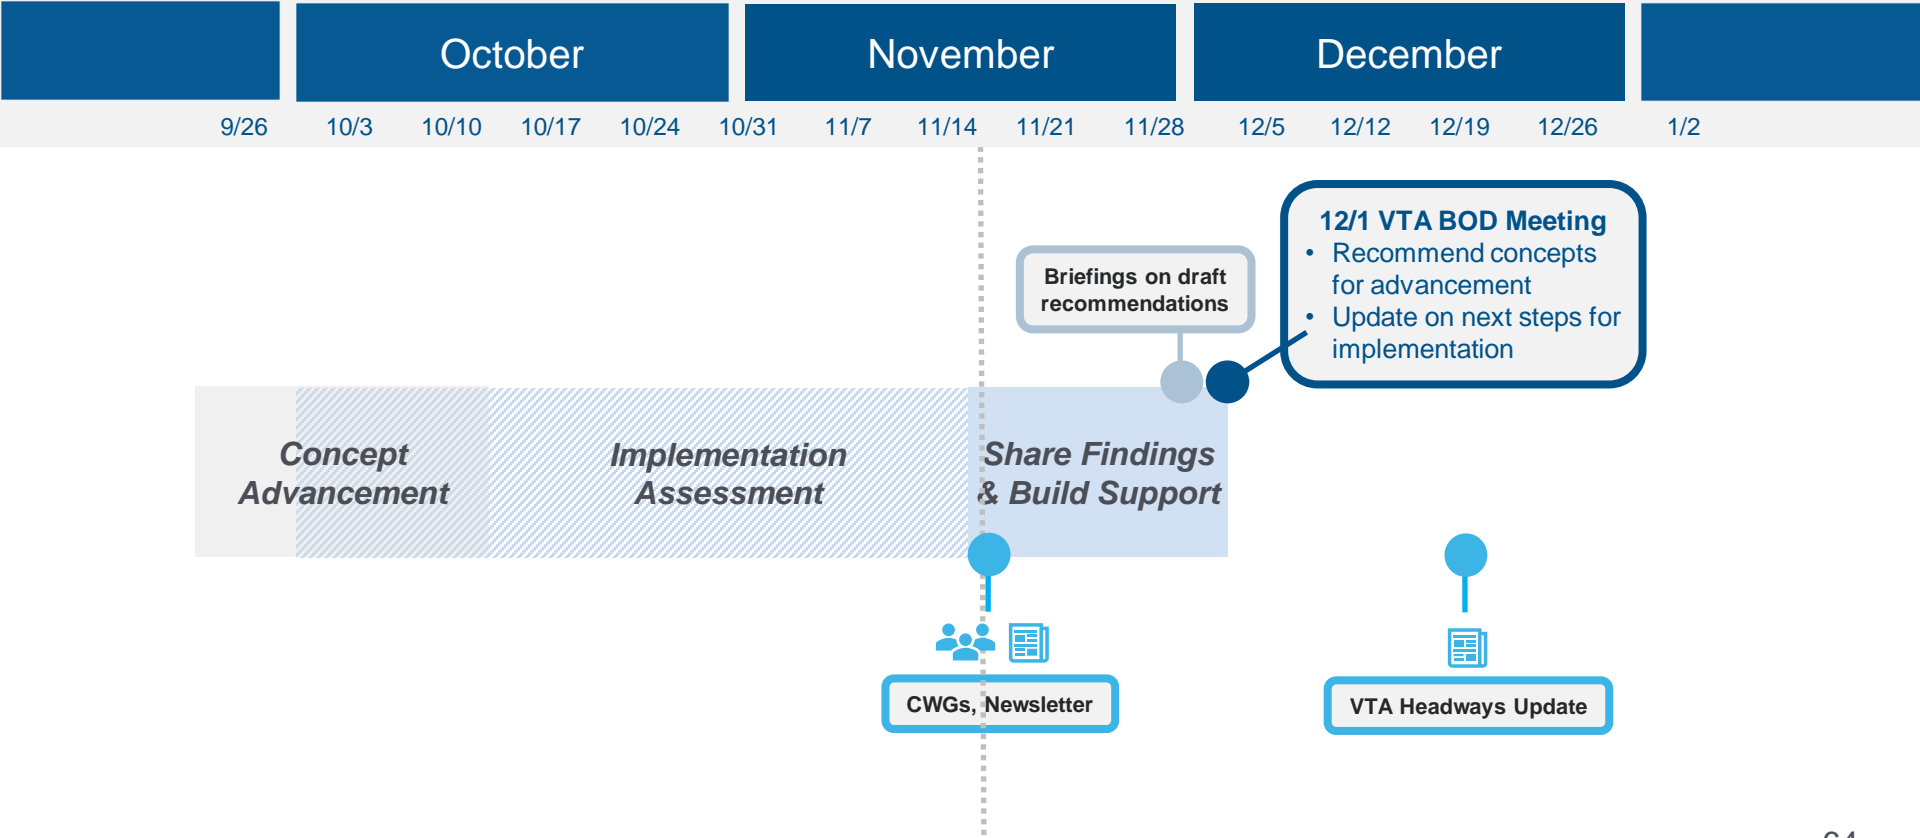 October
November
December
9/26 10/3 10/10 10/17 10/24 10/31 11/7 11/14 11/21 11/28 12/5 12/12 12/19 12/26 1/2
12/1 VTA BOD Meeting
• Recommend concepts
for advancement
• Update on next steps for
implementation
Briefings on draft
recommendations
Concept
Advancement
Implementation
Assessment
Share Findings
& Build Support
CWGs, Newsletter
VTA Headways Update